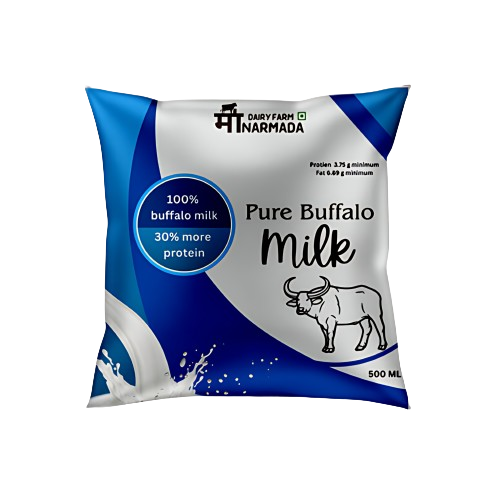 माँ DAIRY FARM
NARMADA
Protien 3.75 g minimum
Fat 6.89 g minimum
100%
buffalo milk
30% more
protein
Pure Buffalo
Milk
500 ML